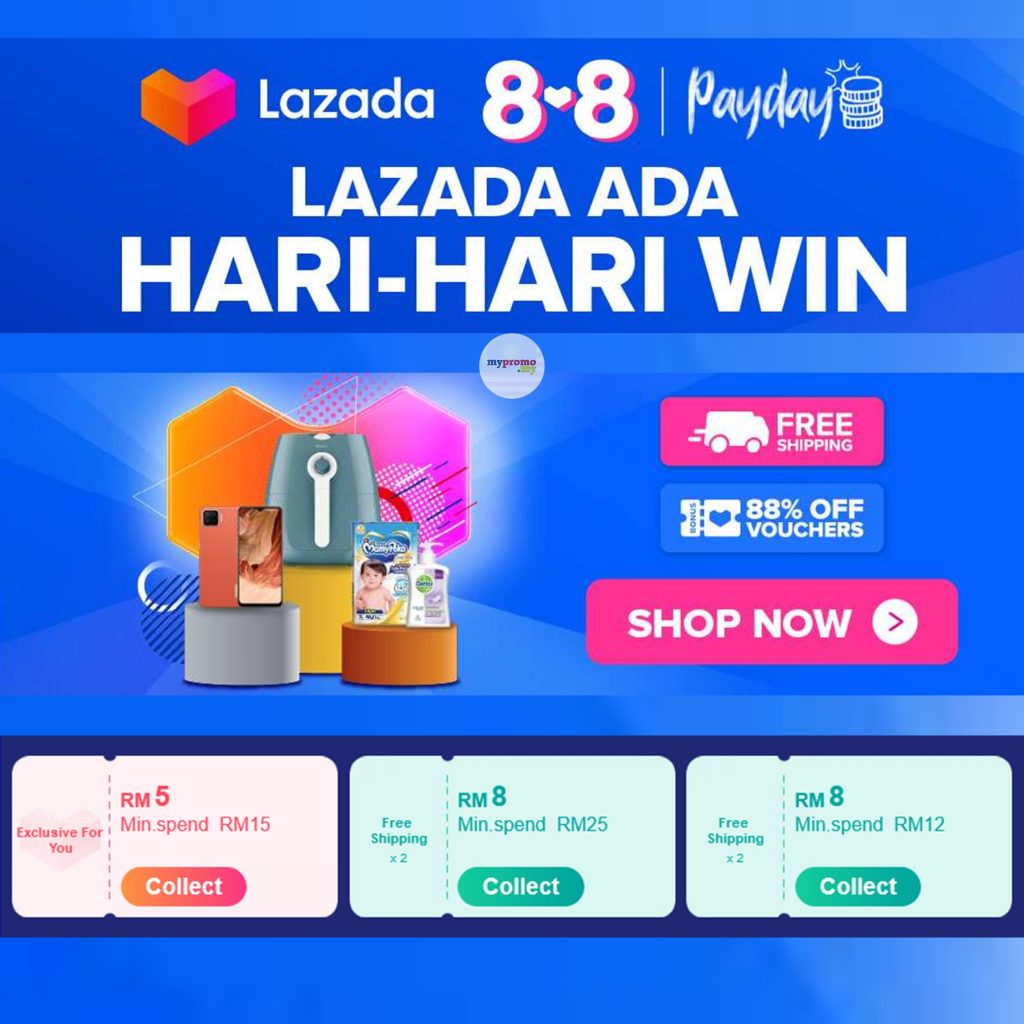 Lazada 8.8 Payday
LAZADA ADA
HARI-HARI WIN
mypromo
.my
FREE
SHIPPING
BONUS
88% OFF
VOUCHERS
MamyPoko
Dettol
SHOP NOW
Exclusive For
You
RM 5
Min.spend RM15
Collect
Free
Shipping
x 2
RM 8
Min.spend RM25
Collect
Free
Shipping
x 2
RM 8
Min.spend RM12
Collect